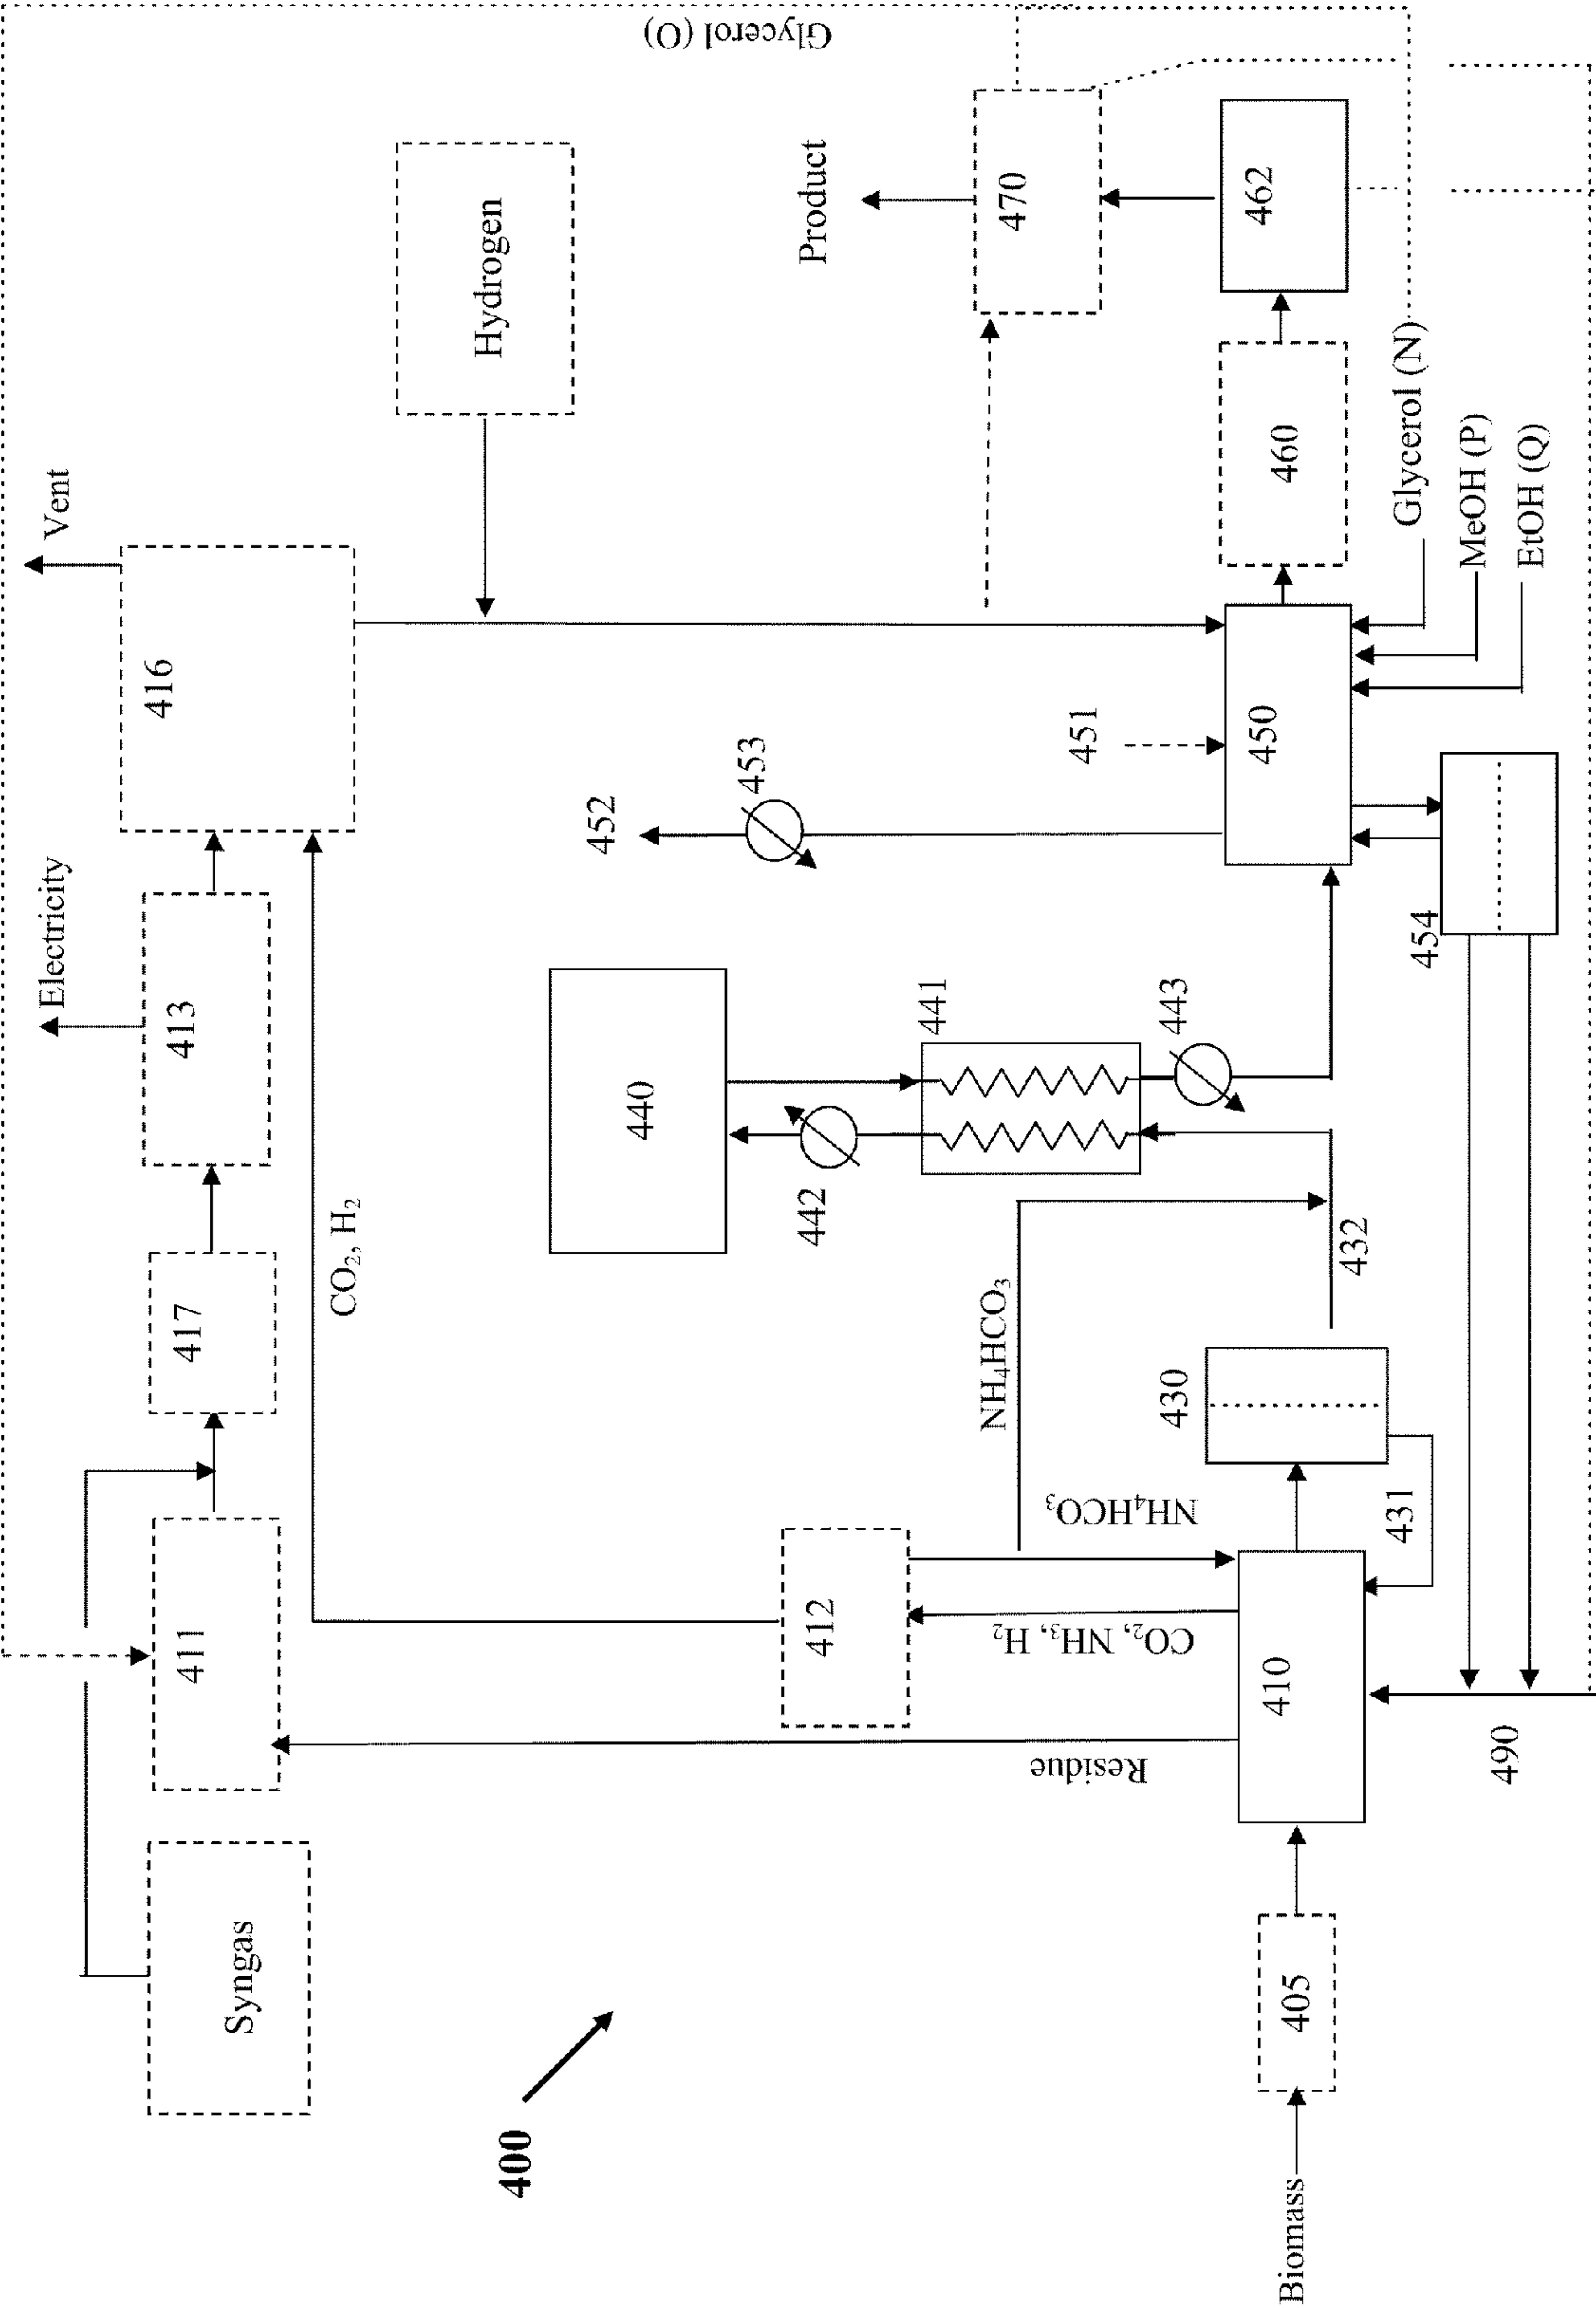 Glycerol (O)
Vent
Electricity
Syngas
411
417
413
416
CO2, H2
Hydrogen
400
440
442
441
443
452
453
451
Product
470
412
NH4HCO3
NH4HCO3
CO2, NH3, H2
Residue
Biomass
405
410
430
431
432
450
460
462
454
490
Glycerol (N)
MeOH (P)
EtOH (Q)